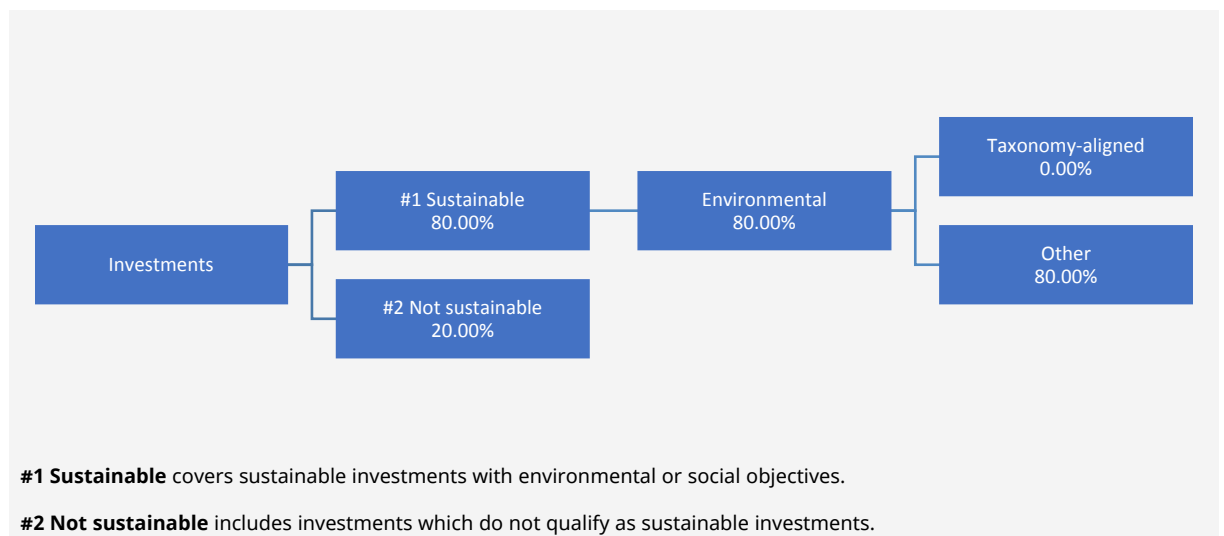 Investments
#1 Sustainable
80.00%
#2 Not sustainable
20.00%
Environmental
80.00%
Taxonomy-aligned
0.00%
Other
80.00%
#1 Sustainable covers sustainable investments with environmental or social objectives.
#2 Not sustainable includes investments which do not qualify as sustainable investments.